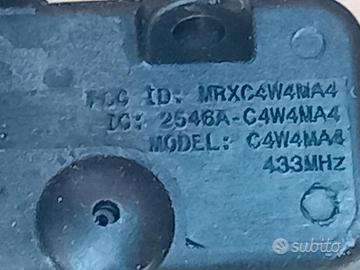 FCC ID: MRXC4W4MA4
IC: 2546A-C4W4MA4
MODEL: C4W4MA4
433MHz
subito